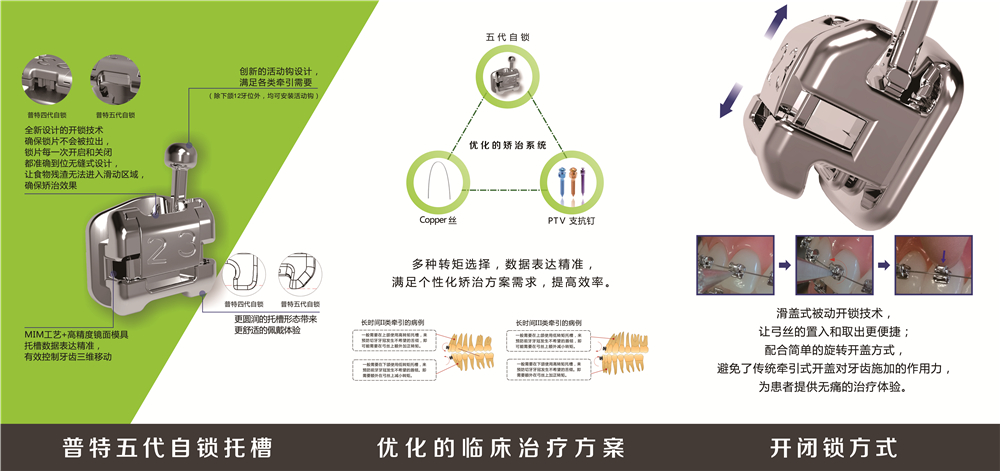 创新的活动钩设计，
满足各类牵引需要
（除下颌12牙位外，均可安装活动钩）
普特四代自锁
普特五代自锁
全新设计的开锁技术
确保锁片不会被拉出，
锁片每一次开启和关闭
都准确到位无缝式设计，
让食物残渣无法进入滑动区域，
确保矫治效果
23
普特四代自锁
普特五代自锁
更圆润的托槽形态带来
更舒适的佩戴体验
MIM工艺+高精度镜面模具
托槽数据表达精准，
有效控制牙齿三维移动
普特五代自锁托槽
五代自锁
优化的矫治系统
Copper 丝
PTV 支抗钉
多种转矩选择，数据表达精准，
满足个性化矫治方案需求，提高效率。
长时间II类牵引的病例
长时间III类牵引的病例
优化的临床治疗方案
滑盖式被动开锁技术，
让弓丝的置入和取出更便捷；
配合简单的旋转开盖方式，
避免了传统牵引式开盖对牙齿施加的作用力，
为患者提供无痛的治疗体验。
开闭锁方式